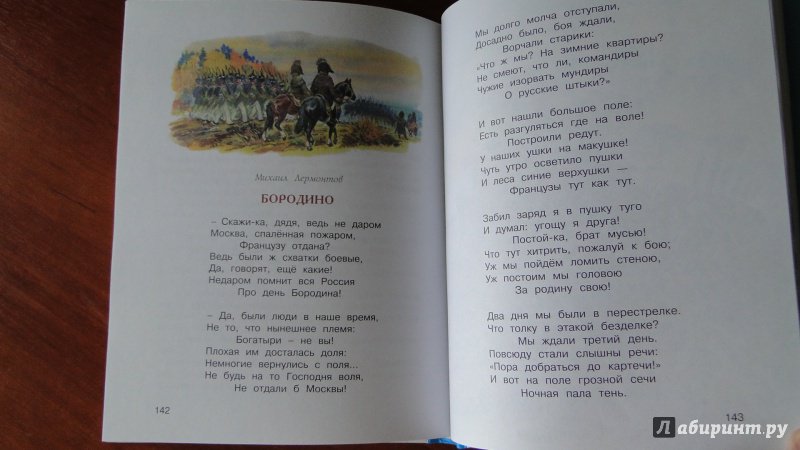 Михаил Лермонтов
БОРОДИНО
– Скажи-ка, дядя, ведь не даром
Москва, спалённая пожаром,
Французу отдана?
Ведь были ж схватки боевые,
Да, говорят, ещё какие!
Недаром помнит вся Россия
Про день Бородина!
– Да, были люди в наше время,
Не то, что нынешнее племя:
Богатыри – не вы!
Плохая им досталась доля:
Немногие вернулись с поля...
Не будь на то Господня воля,
Не отдали б Москвы!
142
Мы долго молча отступали,
Досадно было, боя ждали,
Ворчали старики:
«Что ж мы? На зимние квартиры?
Не смеют, что ли, командиры
Чужие изорвать мундиры
О русские штыки?»
И вот нашли большое поле:
Есть разгуляться где на воле!
Построили редут.
У наших ушки на макушке!
Чуть утро осветило пушки
И леса синие верхушки –
Французы тут как тут.
Забил заряд я в пушку туго
И думал: угощу я друга!
Постой-ка, брат мусью!
Что тут хитрить, пожалуй к бою;
Уж мы пойдём ломить стеною,
Уж постоим мы головою
За родину свою!
Два дня мы были в перестрелке.
Что толку в этакой безделке?
Мы ждали третий день.
Повсюду стали слышны речи:
«Пора добраться до картечи!»
И вот на поле грозной сечи
Ночная пала тень.
143
Лабиринт.ру